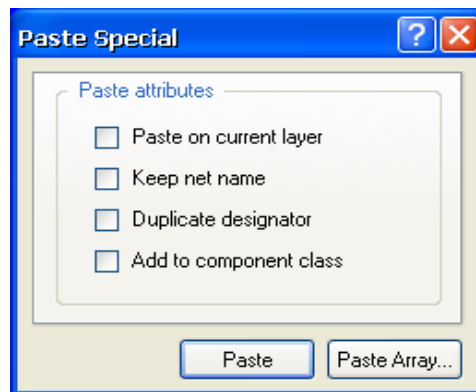 Paste Special
?
Paste attributes
Paste on current layer
Keep net name
Duplicate designator
Add to component class
Paste
Paste Array...